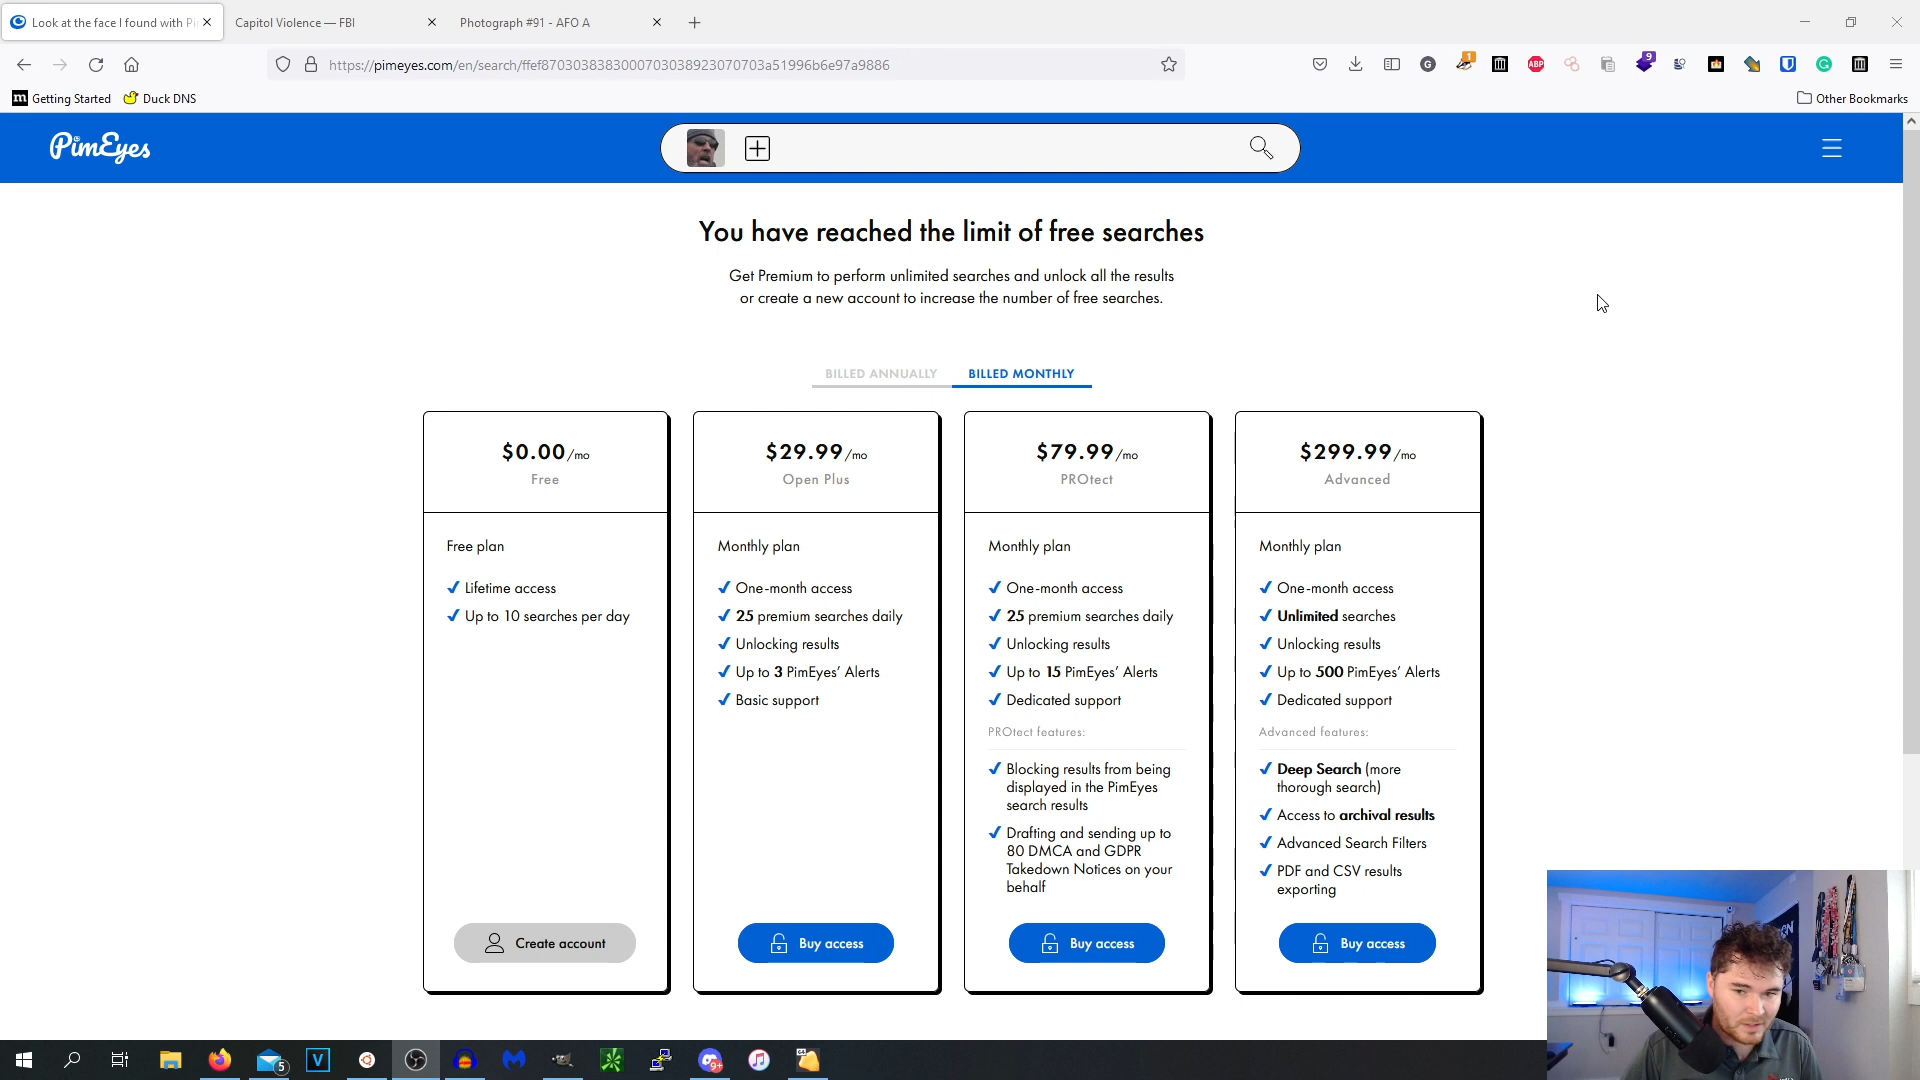 Look at the face I found with Pi
Capitol Violence — FBI
Photograph #91 - AFO A
https://pimeyes.com/en/search/ffef8703038383000703038923070703a51996b6e97a9886
Getting Started
Duck DNS
Other Bookmarks
PimEyes
You have reached the limit of free searches
Get Premium to perform unlimited searches and unlock all the results
or create a new account to increase the number of free searches.
BILLED ANNUALLY
BILLED MONTHLY
$0.00/mo
Free
Free plan
Lifetime access
Up to 10 searches per day
Create account
$29.99/mo
Open Plus
Monthly plan
One-month access
25 premium searches daily
Unlocking results
Up to 3 PimEyes’ Alerts
Basic support
Buy access
$79.99/mo
PROtect
Monthly plan
One-month access
25 premium searches daily
Unlocking results
Up to 15 PimEyes’ Alerts
Dedicated support
PROtect features:
Blocking results from being
displayed in the PimEyes
search results
Drafting and sending up to
80 DMCA and GDPR
Takedown Notices on your
behalf
Buy access
$299.99/mo
Advanced
Monthly plan
One-month access
Unlimited searches
Unlocking results
Up to 500 PimEyes’ Alerts
Dedicated support
Advanced features:
Deep Search (more
thorough search)
Access to archival results
Advanced Search Filters
PDF and CSV results
exporting
Buy access
1
ABP
9
G
m
5
V
9+